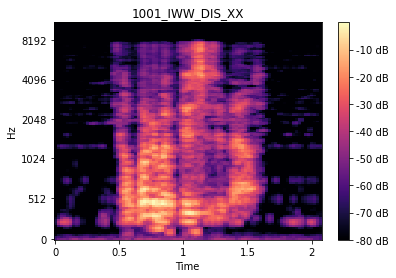 1001_IWW_DIS_XX
8192
4096
2048
1024
512
0
Hz
0
0.5
1
1.5
2
Time
-10 dB
-20 dB
-30 dB
-40 dB
-50 dB
-60 dB
-70 dB
-80 dB